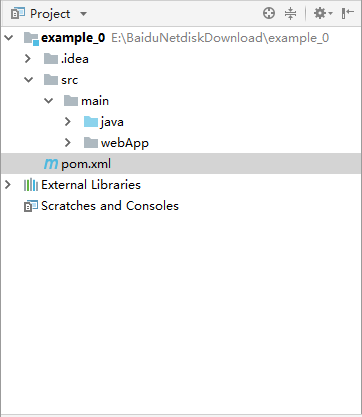 Project
example_0 E:\BaiduNetdiskDownload\example_0
.idea
src
main
java
webApp
m pom.xml
External Libraries
Scratches and Consoles